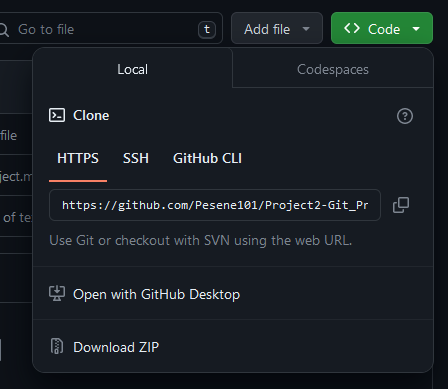 Go to file t Add file Code
Local Codespaces
Clone
file
HTTPS SSH GitHub CLI
ject.m
https://github.com/Pesene101/Project2-Git_Pr
of te
Use Git or checkout with SVN using the web URL.
Open with GitHub Desktop
Download ZIP